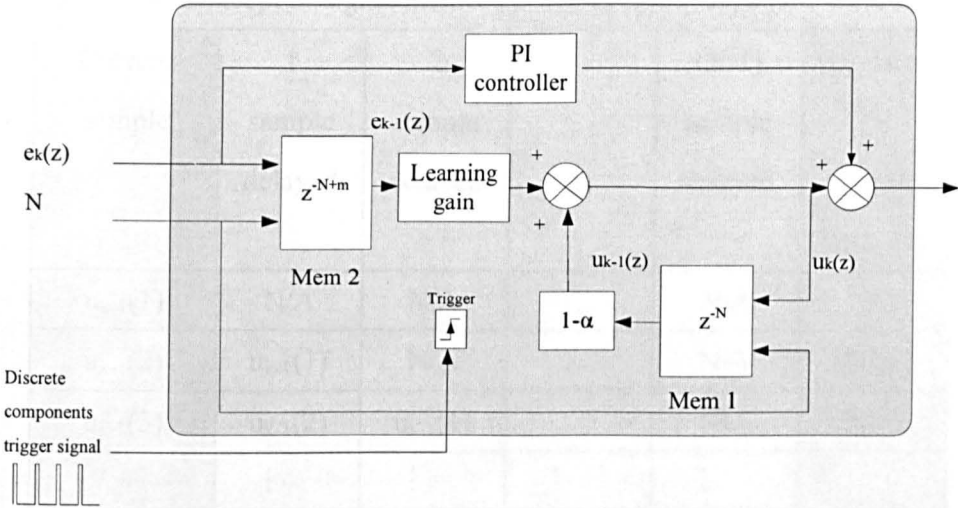 PI
controller
eₖ₋₁(z)
eₖ(z)
N
z⁻ᴺ⁺ᵐ
Learning
gain
+
+
+
+
Mem 2
uₖ₋₁(z)
uₖ(z)
Trigger
1-α
z⁻ᴺ
Mem 1
Discrete
components
trigger signal